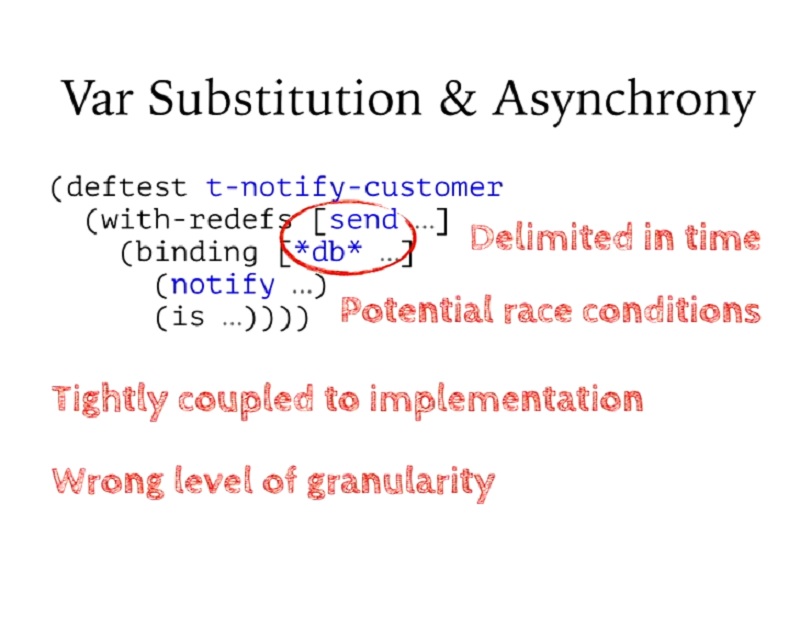 Var Substitution & Asynchrony
(deftest t-notify-customer
(with-redefs [send …]
(binding [*db* …]
(notify …)
(is …))))
Delimited in time
Potential race conditions
Tightly coupled to implementation
Wrong level of granularity